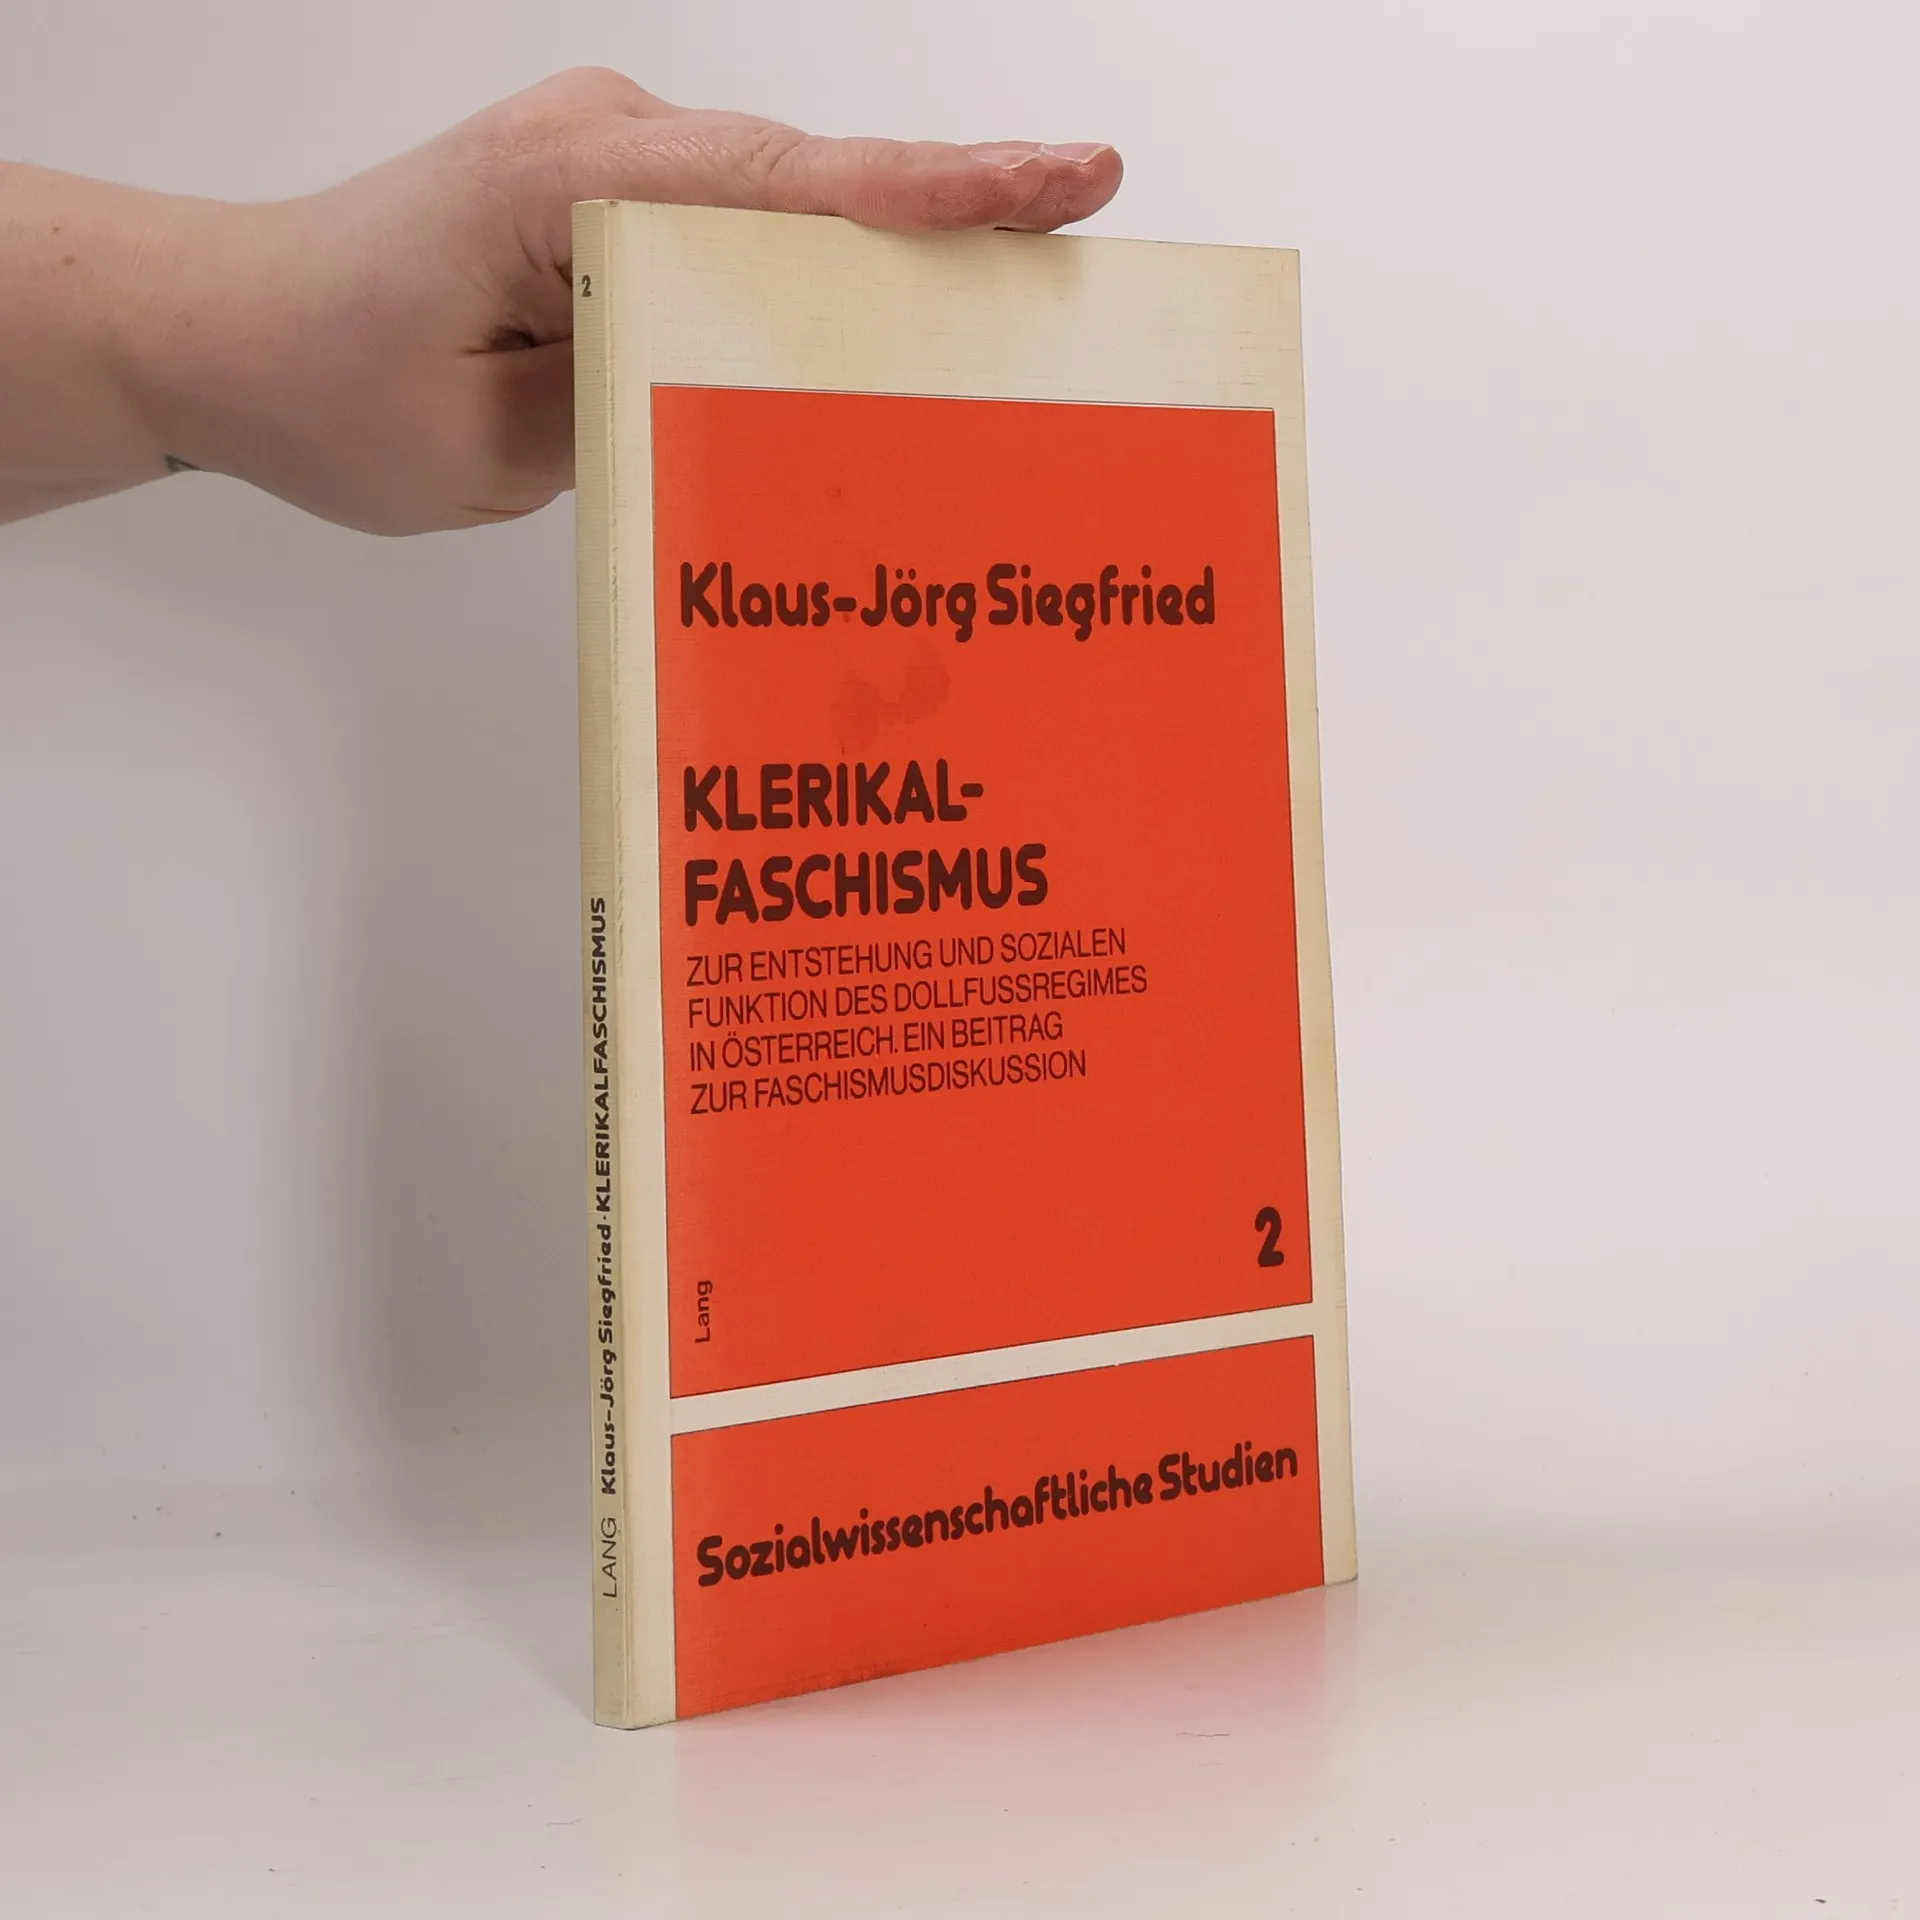 2
LANG Klaus-Jörg Siegfried · KLERIKALFASCHISMUS
Klaus-Jörg Siegfried
KLERIKAL-
FASCHISMUS
ZUR ENTSTEHUNG UND SOZIALEN
FUNKTION DES DOLLFUSSREGIMES
IN ÖSTERREICH. EIN BEITRAG
ZUR FASCHISMUSDISKUSSION
2
Lang
Sozialwissenschaftliche Studien